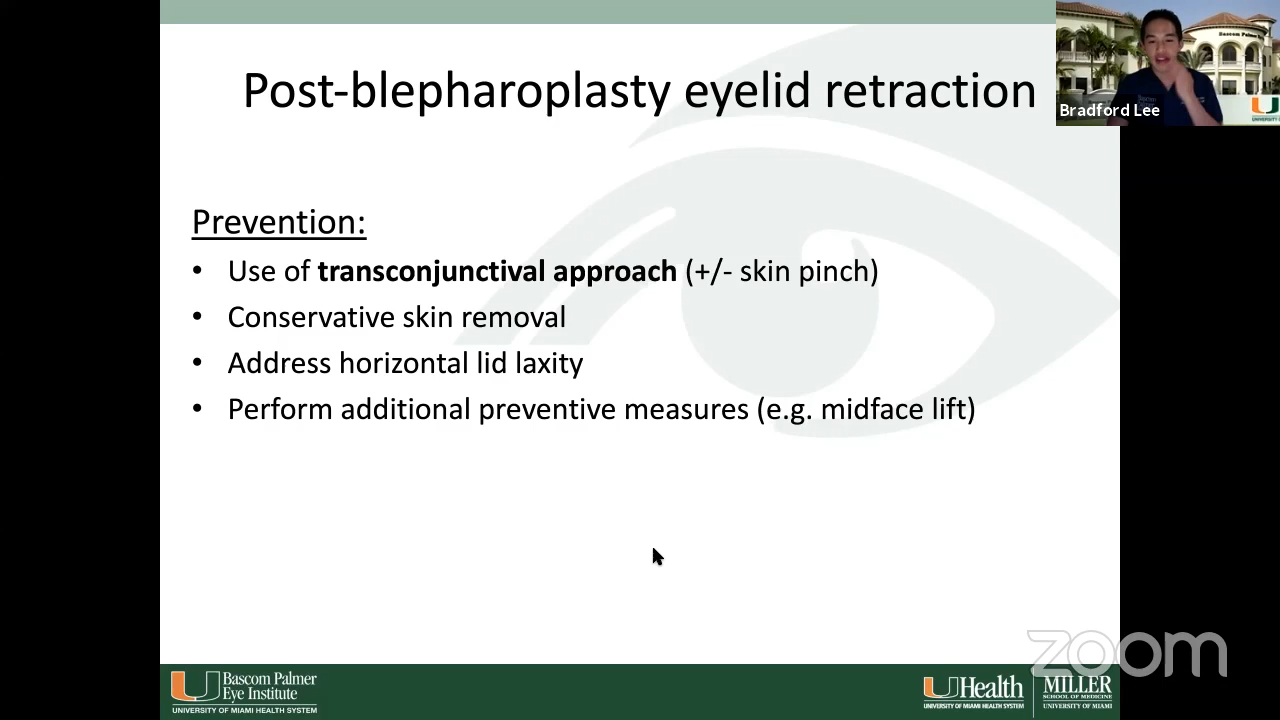 Post-blepharoplasty eyelid retraction
Bascom Palmer
Bradford Lee
Prevention:
• Use of transconjunctival approach (+/- skin pinch)
• Conservative skin removal
• Address horizontal lid laxity
• Perform additional preventive measures (e.g. midface lift)
zoom
Bascom Palmer
Eye Institute
UNIVERSITY OF MIAMI HEALTH SYSTEM
UHealth
UNIVERSITY OF MIAMI HEALTH SYSTEM
MILLER
SCHOOL OF MEDICINE
UNIVERSITY OF MIAMI